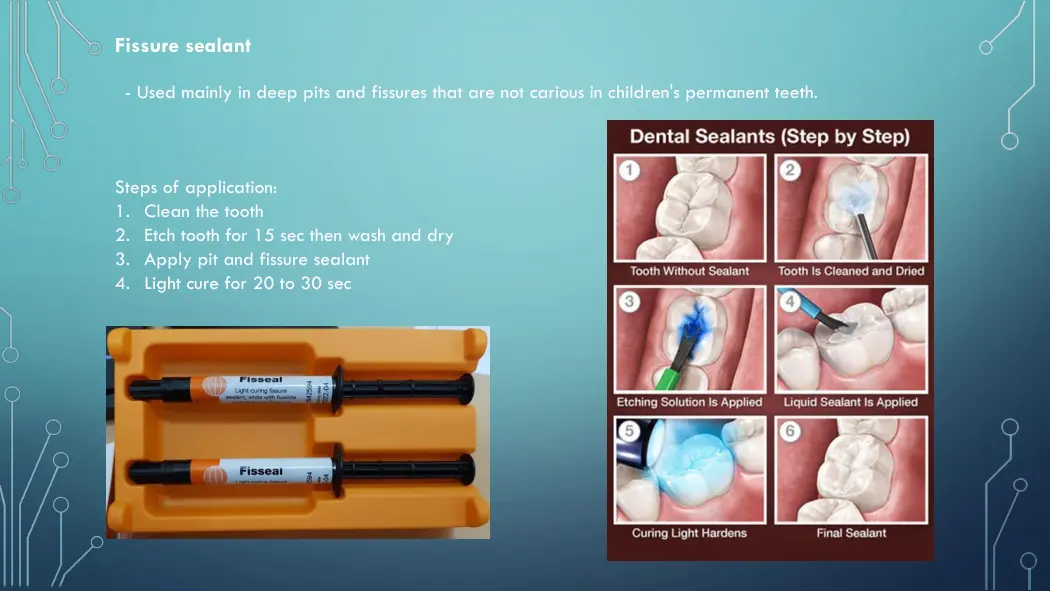 Fissure sealant
- Used mainly in deep pits and fissures that are not carious in children's permanent teeth.
Steps of application:
1. Clean the tooth
2. Etch tooth for 15 sec then wash and dry
3. Apply pit and fissure sealant
4. Light cure for 20 to 30 sec
Fisseal
Light-curing fissure
sealant, white with fluoride
Fisseal
Light-curing fissure
Dental Sealants (Step by Step)
1
Tooth Without Sealant
2
Tooth Is Cleaned and Dried
3
Etching Solution Is Applied
4
Liquid Sealant Is Applied
5
Curing Light Hardens
6
Final Sealant